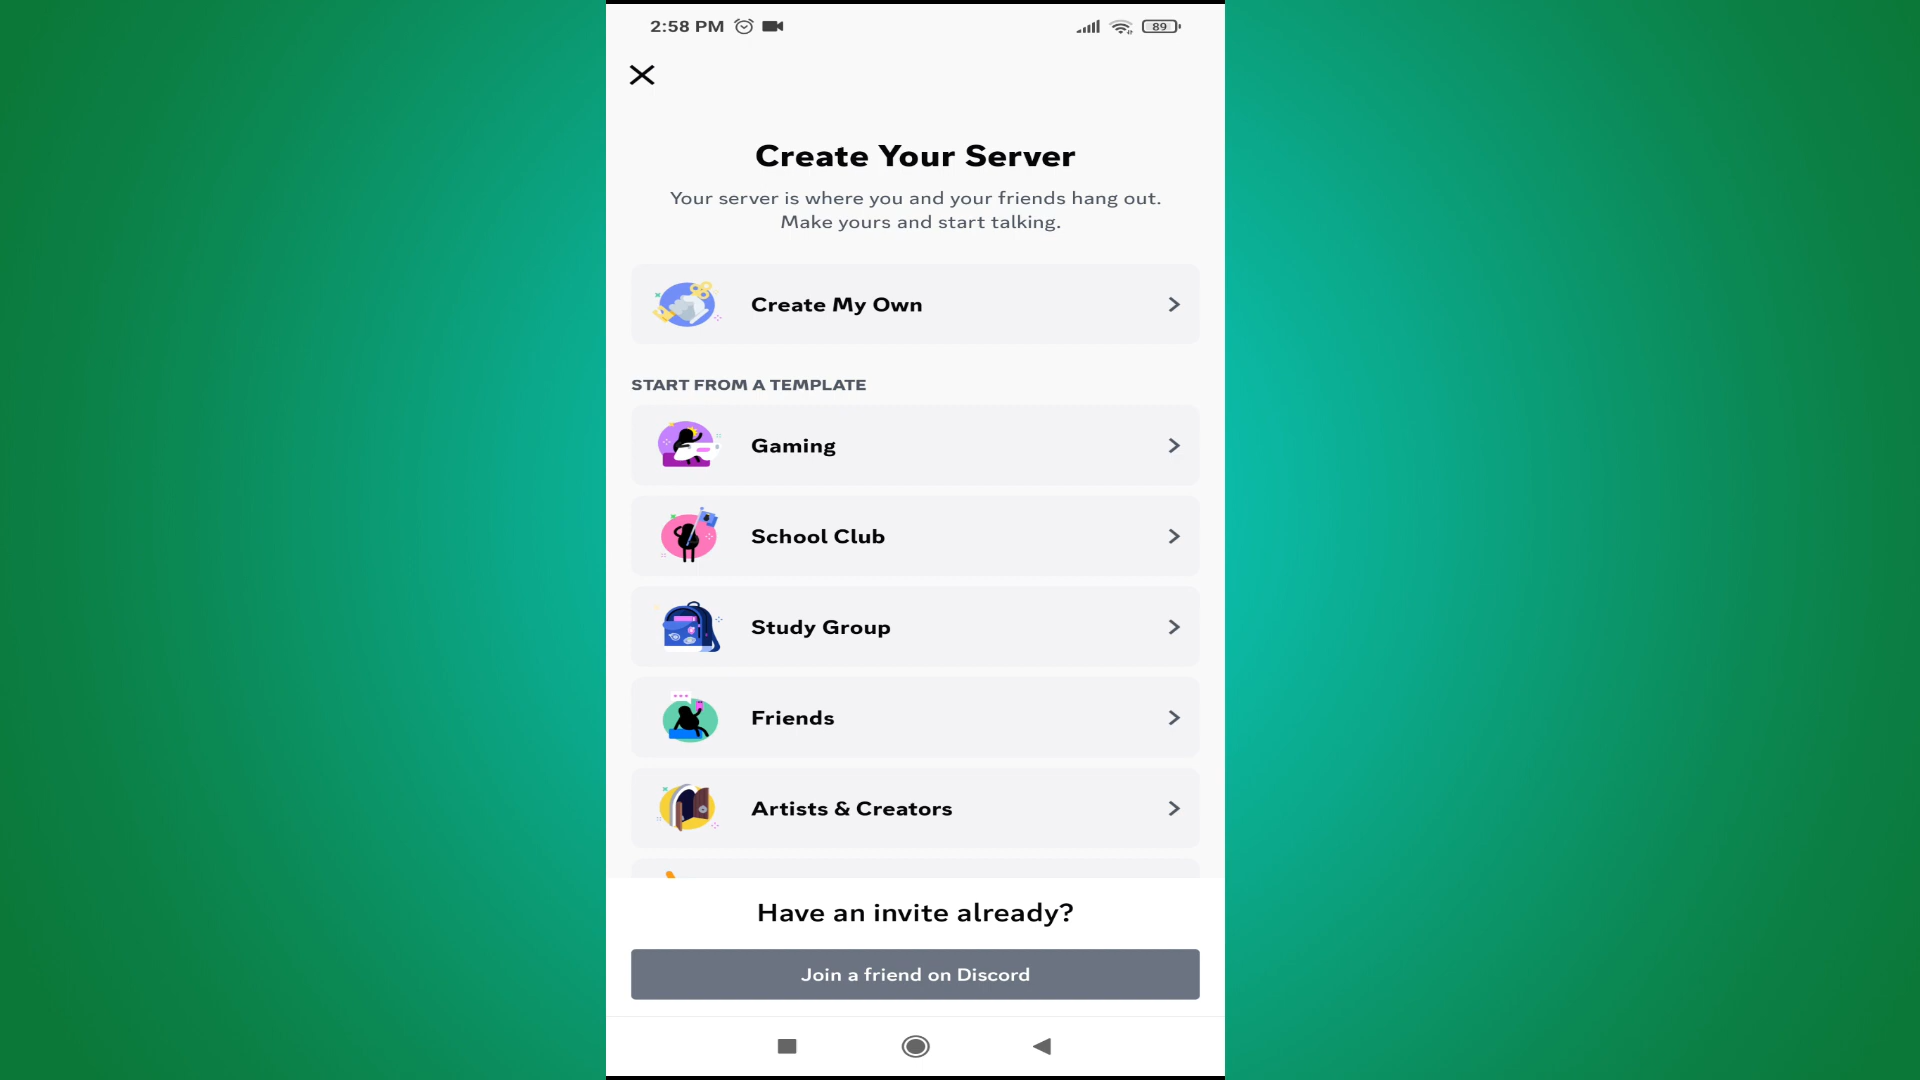 2:58 PM
89
Create Your Server
Your server is where you and your friends hang out.
Make yours and start talking.
Create My Own
START FROM A TEMPLATE
Gaming
School Club
Study Group
Friends
Artists & Creators
Have an invite already?
Join a friend on Discord